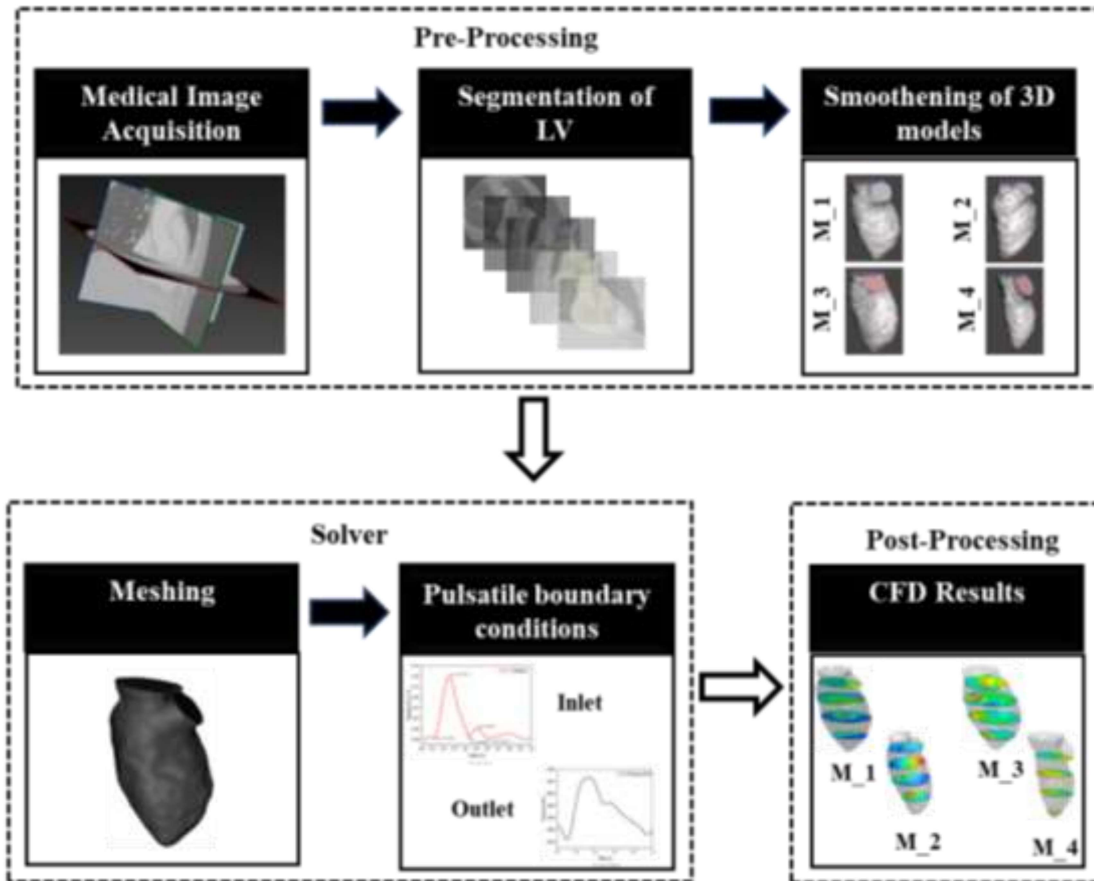 Pre-Processing
Medical Image
Acquisition
Segmentation of
LV
Smoothening of 3D
models
M_1
M_2
M_3
M_4
Solver
Meshing
Pulsatile boundary
conditions
Inlet
Outlet
Post-Processing
CFD Results
M_1
M_3
M_2
M_4